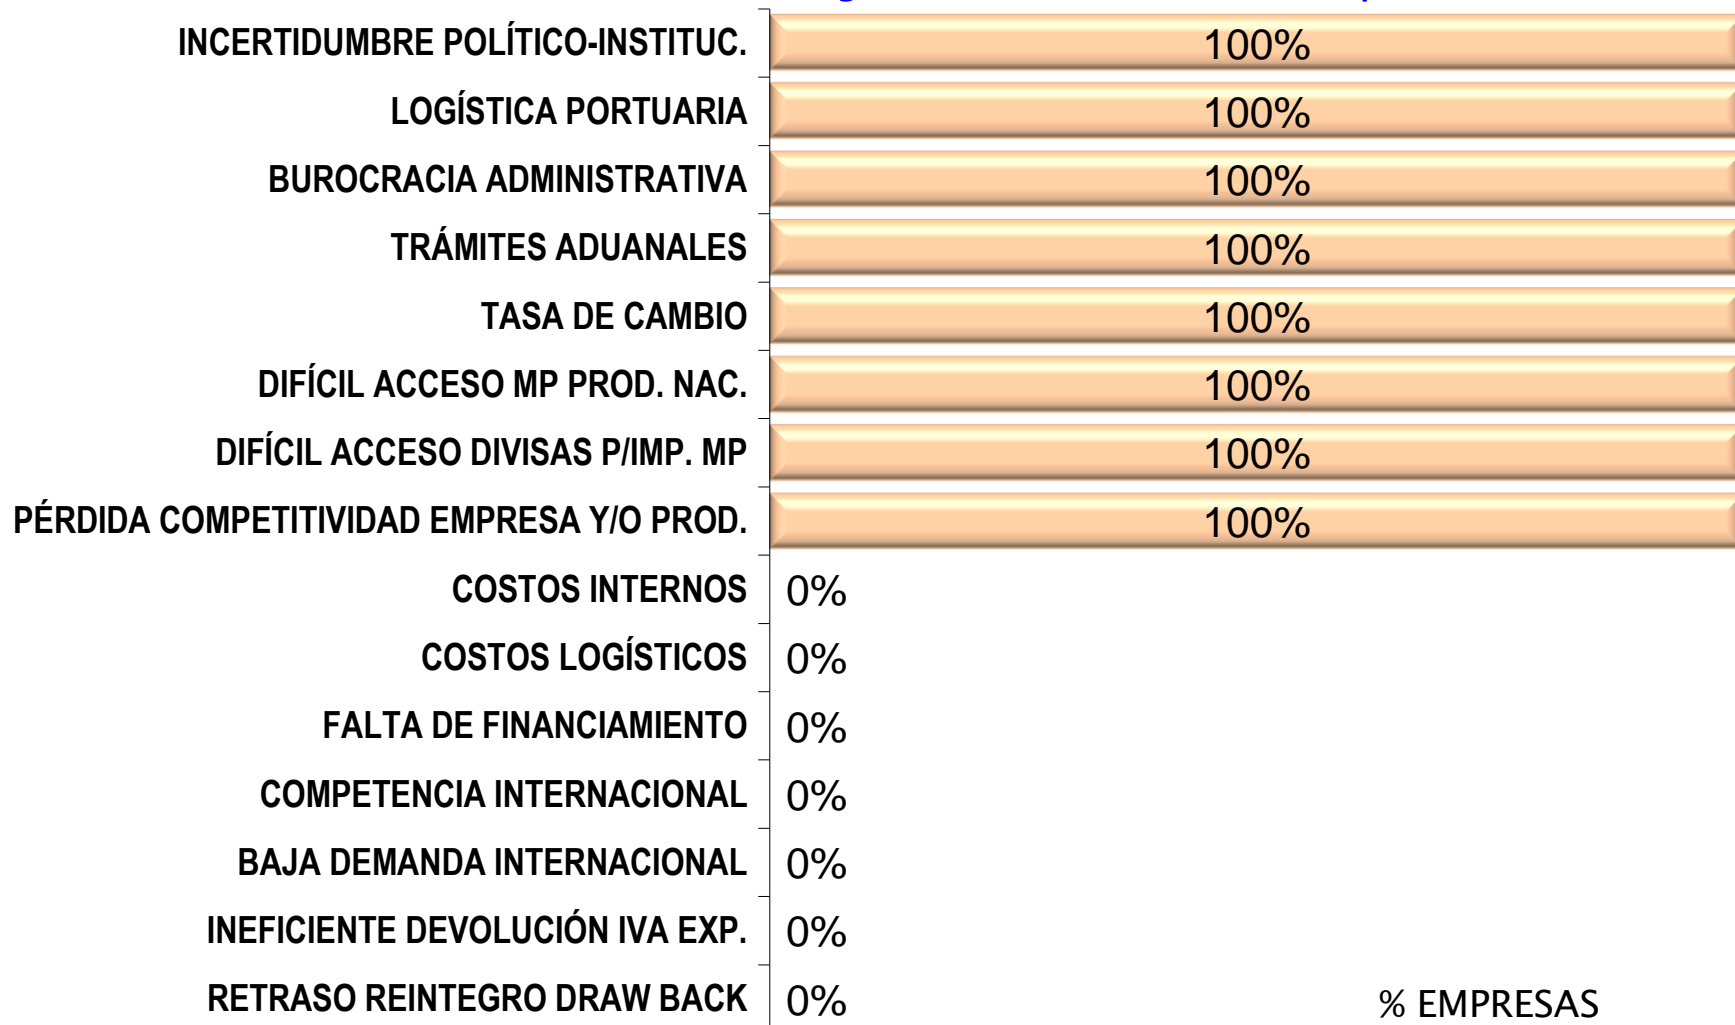 INCERTIDUMBRE POLÍTICO-INSTITUC. 100%
LOGÍSTICA PORTUARIA 100%
BUROCRACIA ADMINISTRATIVA 100%
TRÁMITES ADUANALES 100%
TASA DE CAMBIO 100%
DIFÍCIL ACCESO MP PROD. NAC. 100%
DIFÍCIL ACCESO DIVISAS P/IMP. MP 100%
PÉRDIDA COMPETITIVIDAD EMPRESA Y/O PROD. 100%
COSTOS INTERNOS 0%
COSTOS LOGÍSTICOS 0%
FALTA DE FINANCIAMIENTO 0%
COMPETENCIA INTERNACIONAL 0%
BAJA DEMANDA INTERNACIONAL 0%
INEFICIENTE DEVOLUCIÓN IVA EXP. 0%
RETRASO REINTEGRO DRAW BACK 0%
% EMPRESAS